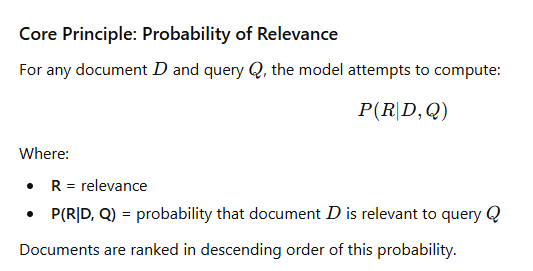 Core Principle: Probability of Relevance
For any document D and query Q, the model attempts to compute:
P(R|D, Q)
Where:
• R = relevance
• P(R|D, Q) = probability that document D is relevant to query Q
Documents are ranked in descending order of this probability.